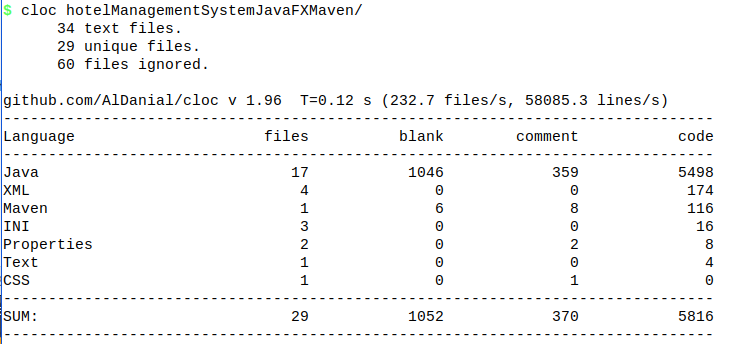 $ cloc hotelManagementSystemJavaFXMaven/
      34 text files.
      29 unique files.
      60 files ignored.
github.com/AlDanial/cloc v 1.96  T=0.12 s (232.7 files/s, 58085.3 lines/s)
-------------------------------------------------------------------------------
Language                     files          blank        comment           code
-------------------------------------------------------------------------------
Java                            17           1046            359           5498
XML                              4              0              0            174
Maven                            1              6              8            116
INI                              3              0              0             16
Properties                       2              0              2              8
Text                             1              0              0              4
CSS                              1              0              1              0
-------------------------------------------------------------------------------
SUM:                            29           1052            370           5816
-------------------------------------------------------------------------------